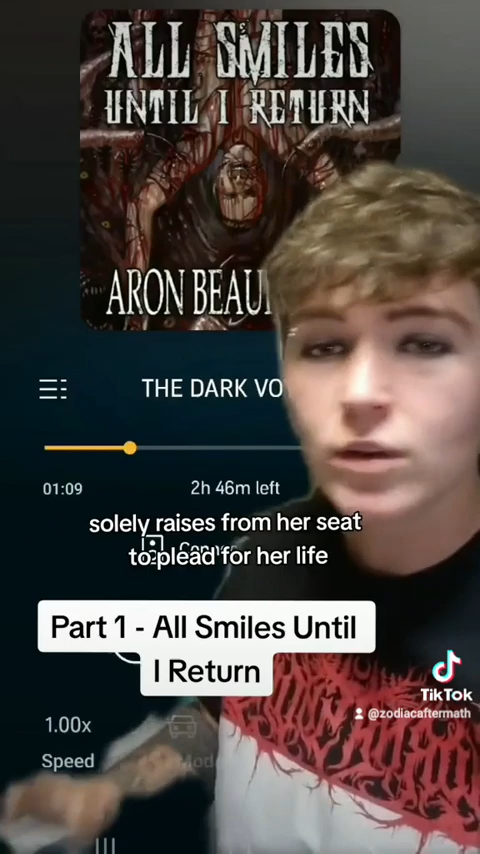 ALL SMILES
UNTIL I RETURN
ARON BEAU
THE DARK VO
01:09
2h 46m left
solely raises from her seat
to plead for her life
Part 1 - All Smiles Until
I Return
TikTok
@zodiacaftermath
1.00x
Speed